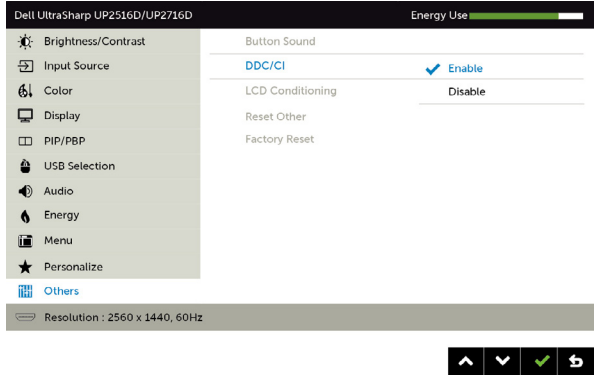 Dell UltraSharp UP2516D/UP2716D
Energy Use
Brightness/Contrast
Input Source
Color
Display
PIP/PBP
USB Selection
Audio
Energy
Menu
Personalize
Others
Button Sound
DDC/CI
LCD Conditioning
Reset Other
Factory Reset
Enable
Disable
Resolution : 2560 x 1440, 60Hz